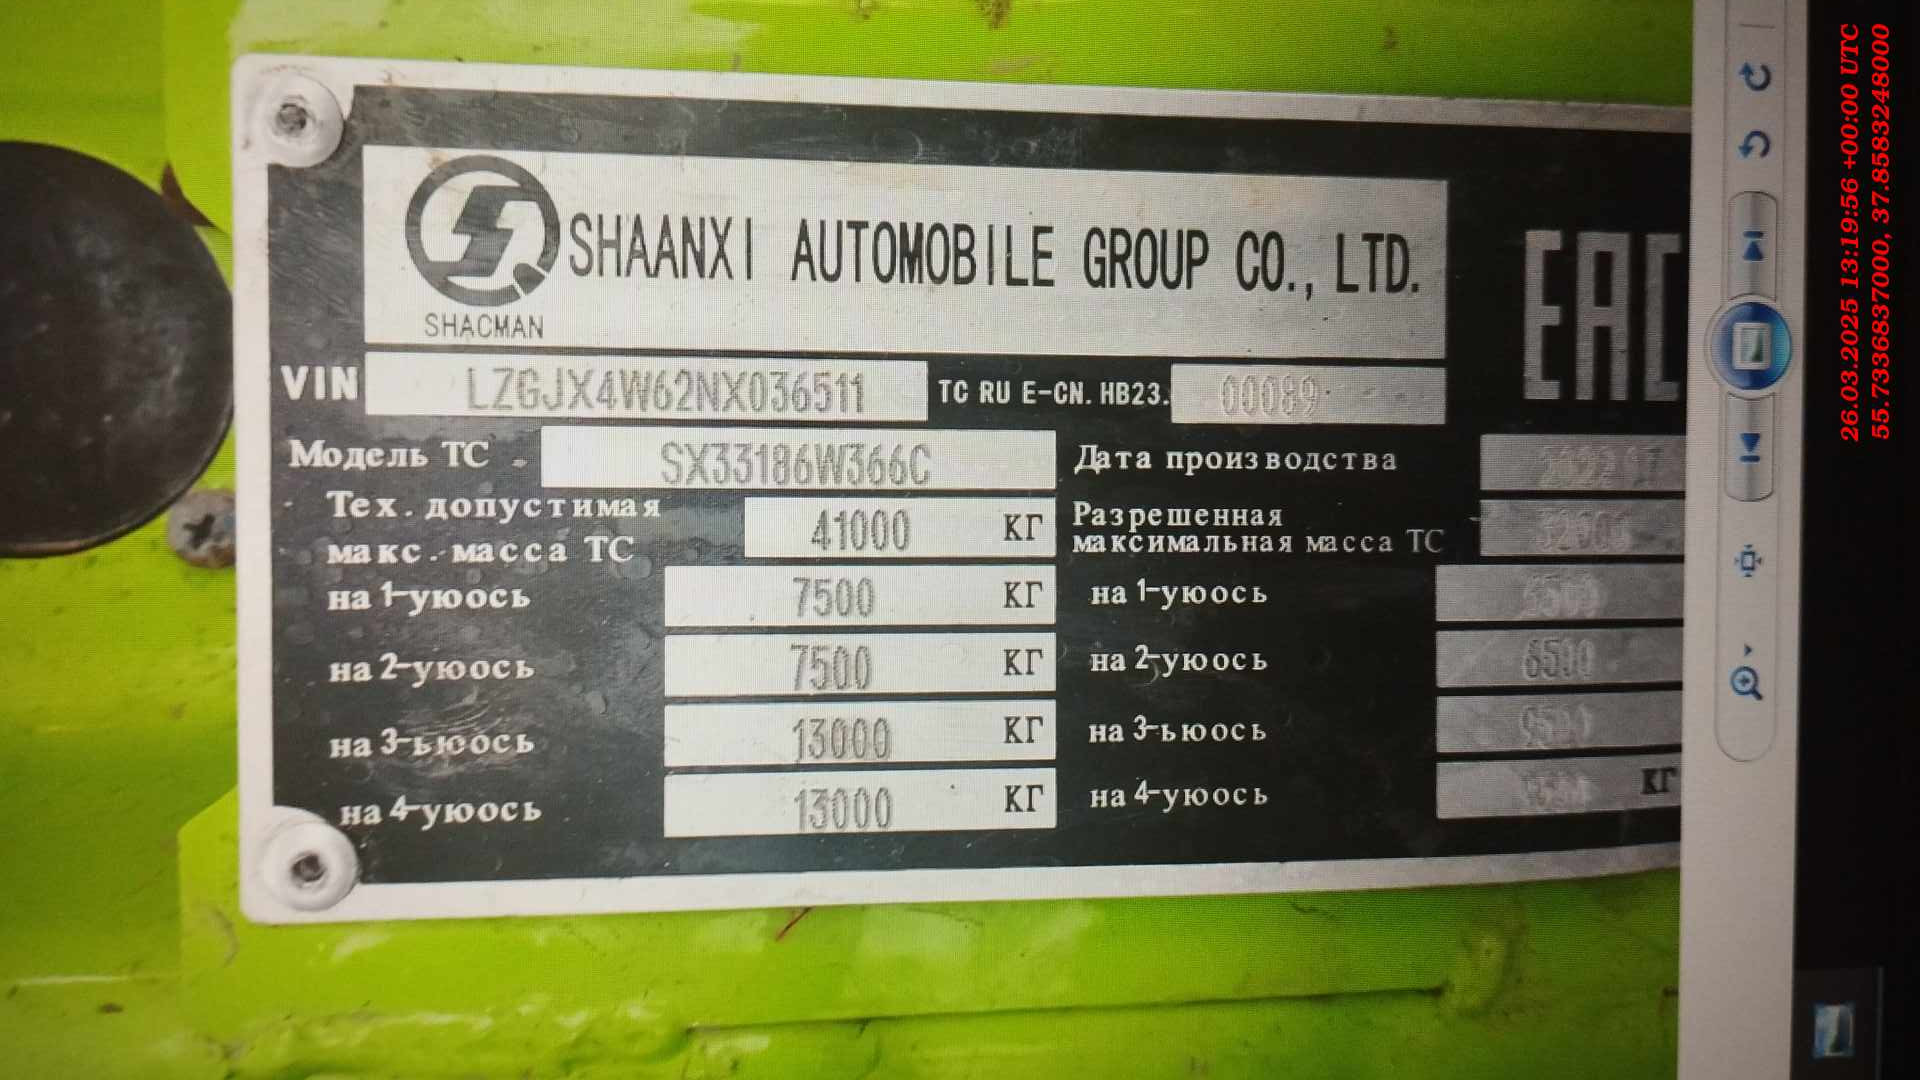 SHAANXI AUTOMOBILE GROUP CO., LTD.
SHACMAN
EAC
VIN LZGJX4W62NX036511 TC RU E-CN. HB23. 00089
Модель ТС SX33186W366C Дата производства
Тех. допустимая макс. масса ТС 41000 КГ Разрешенная максимальная масса ТС
на 1-уюось 7500 КГ на 1-уюось
на 2-уюось 7500 КГ на 2-уюось 6500
на 3-ьюось 13000 КГ на 3-ьюось
на 4-уюось 13000 КГ на 4-уюось КГ
26.03.2025 13:19:56 +00:00 UTC
55.7336837000, 37.8583248000